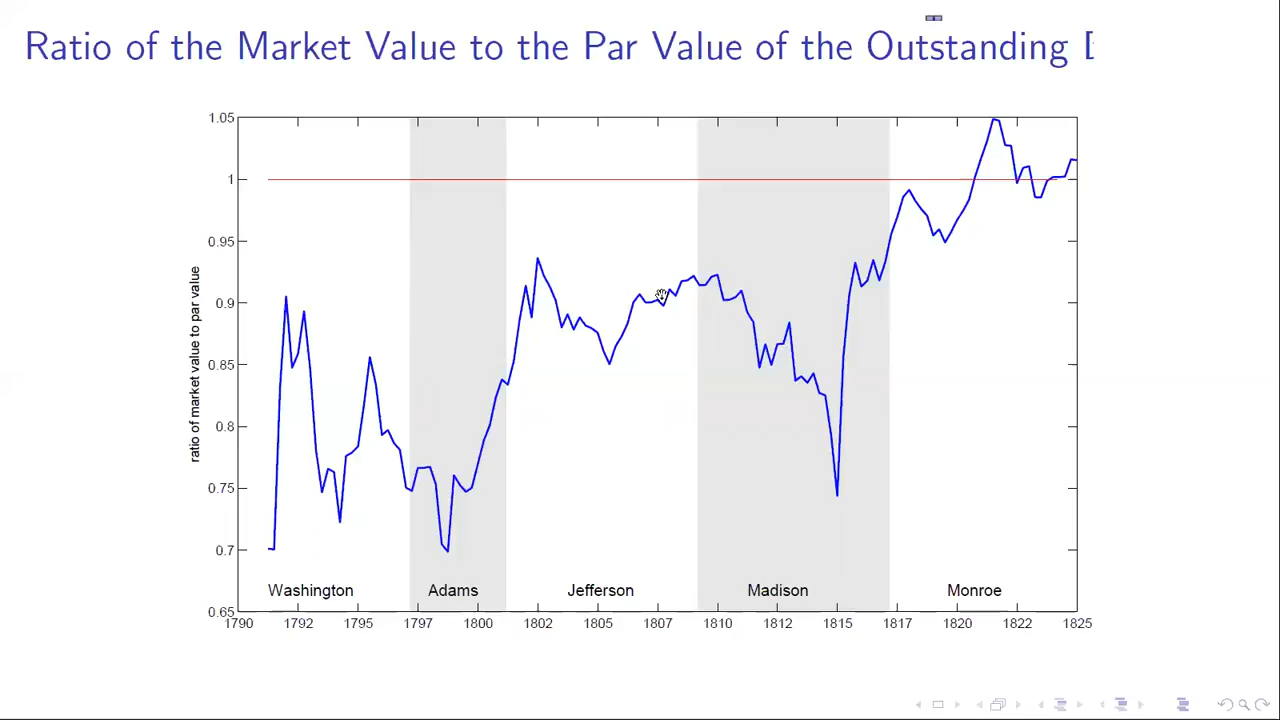 Ratio of the Market Value to the Par Value of the Outstanding
1.05
1
0.95
0.9
0.85
0.8
0.75
0.7
0.65
ratio of market value to par value
Washington Adams Jefferson Madison Monroe
1790 1792 1795 1797 1800 1802 1805 1807 1810 1812 1815 1817 1820 1822 1825